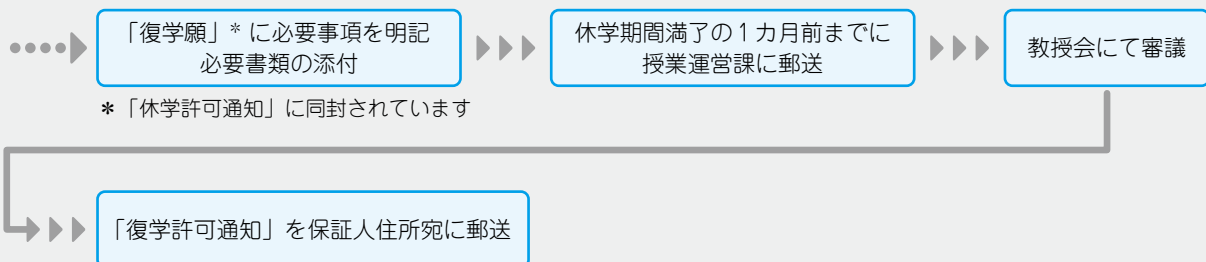 「復学願」* に必要事項を明記
必要書類の添付
休学期間満了の1カ月前までに
授業運営課に郵送
教授会にて審議
*「休学許可通知」に同封されています
「復学許可通知」を保証人住所宛に郵送